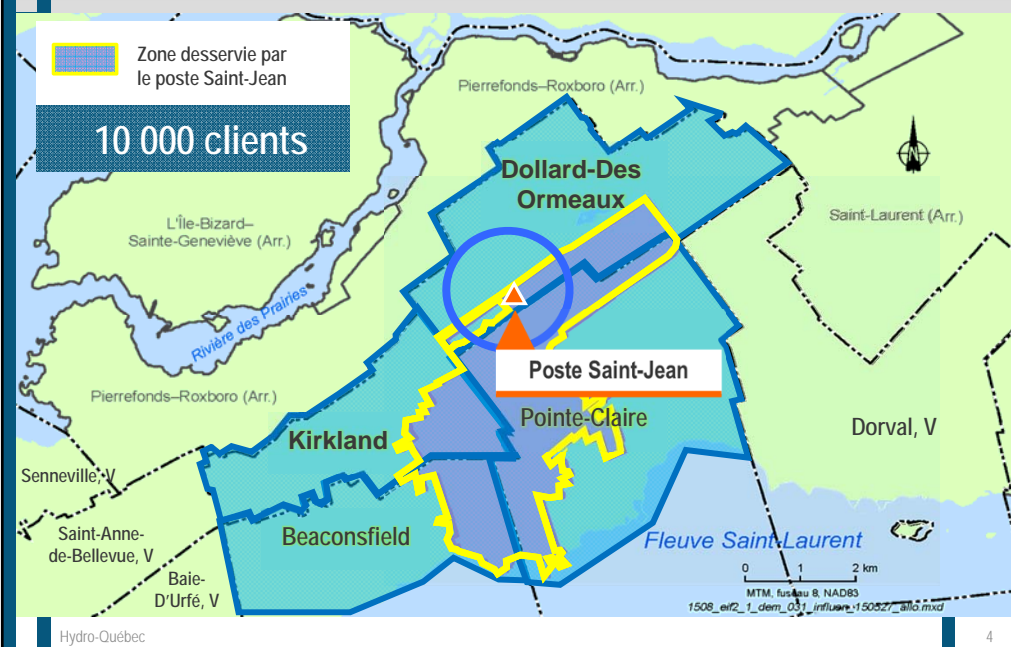 Zone desservie par
le poste Saint-Jean
10 000 clients
Pierrefonds–Roxboro (Arr.)
Dollard-Des
Ormeaux
L'Île-Bizard–
Sainte-Geneviève (Arr.)
Saint-Laurent (Arr.)
N
Rivière des Prairies
Poste Saint-Jean
Pierrefonds–Roxboro (Arr.)
Pointe-Claire
Dorval, V
Kirkland
Senneville, V
Saint-Anne-
de-Bellevue, V
Beaconsfield
Fleuve Saint-Laurent
Baie-
D'Urfé, V
0 1 2 km
MTM, fuseau 8, NAD83
1508_eif2_1_dem_031_influen_150527_allo.mxd
Hydro-Québec
4